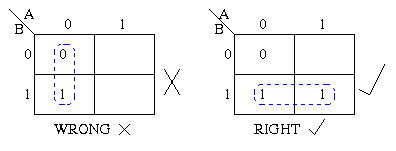 A A
B 0 1 B 0 1
0 0 0 0
1 1 1 1 1
WRONG RIGHT